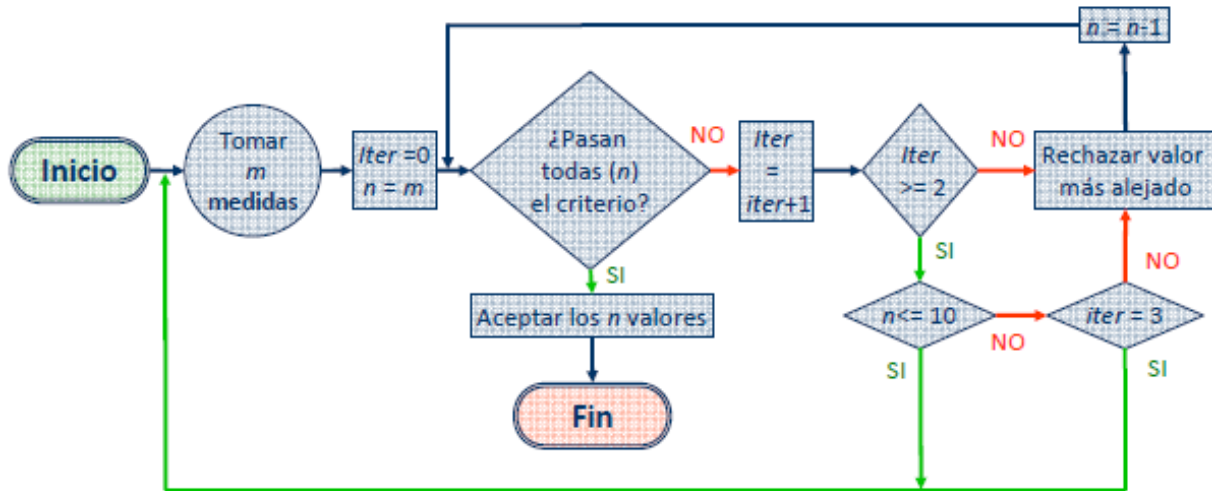 Inicio
Tomar
m
medidas
Iter =0
n = m
¿Pasan
todas (n)
el criterio?
NO
SI
Aceptar los n valores
Fin
Iter
=
iter+1
Iter
>= 2
NO
SI
Rechazar valor
más alejado
n = n-1
n<= 10
NO
SI
iter = 3
NO
SI